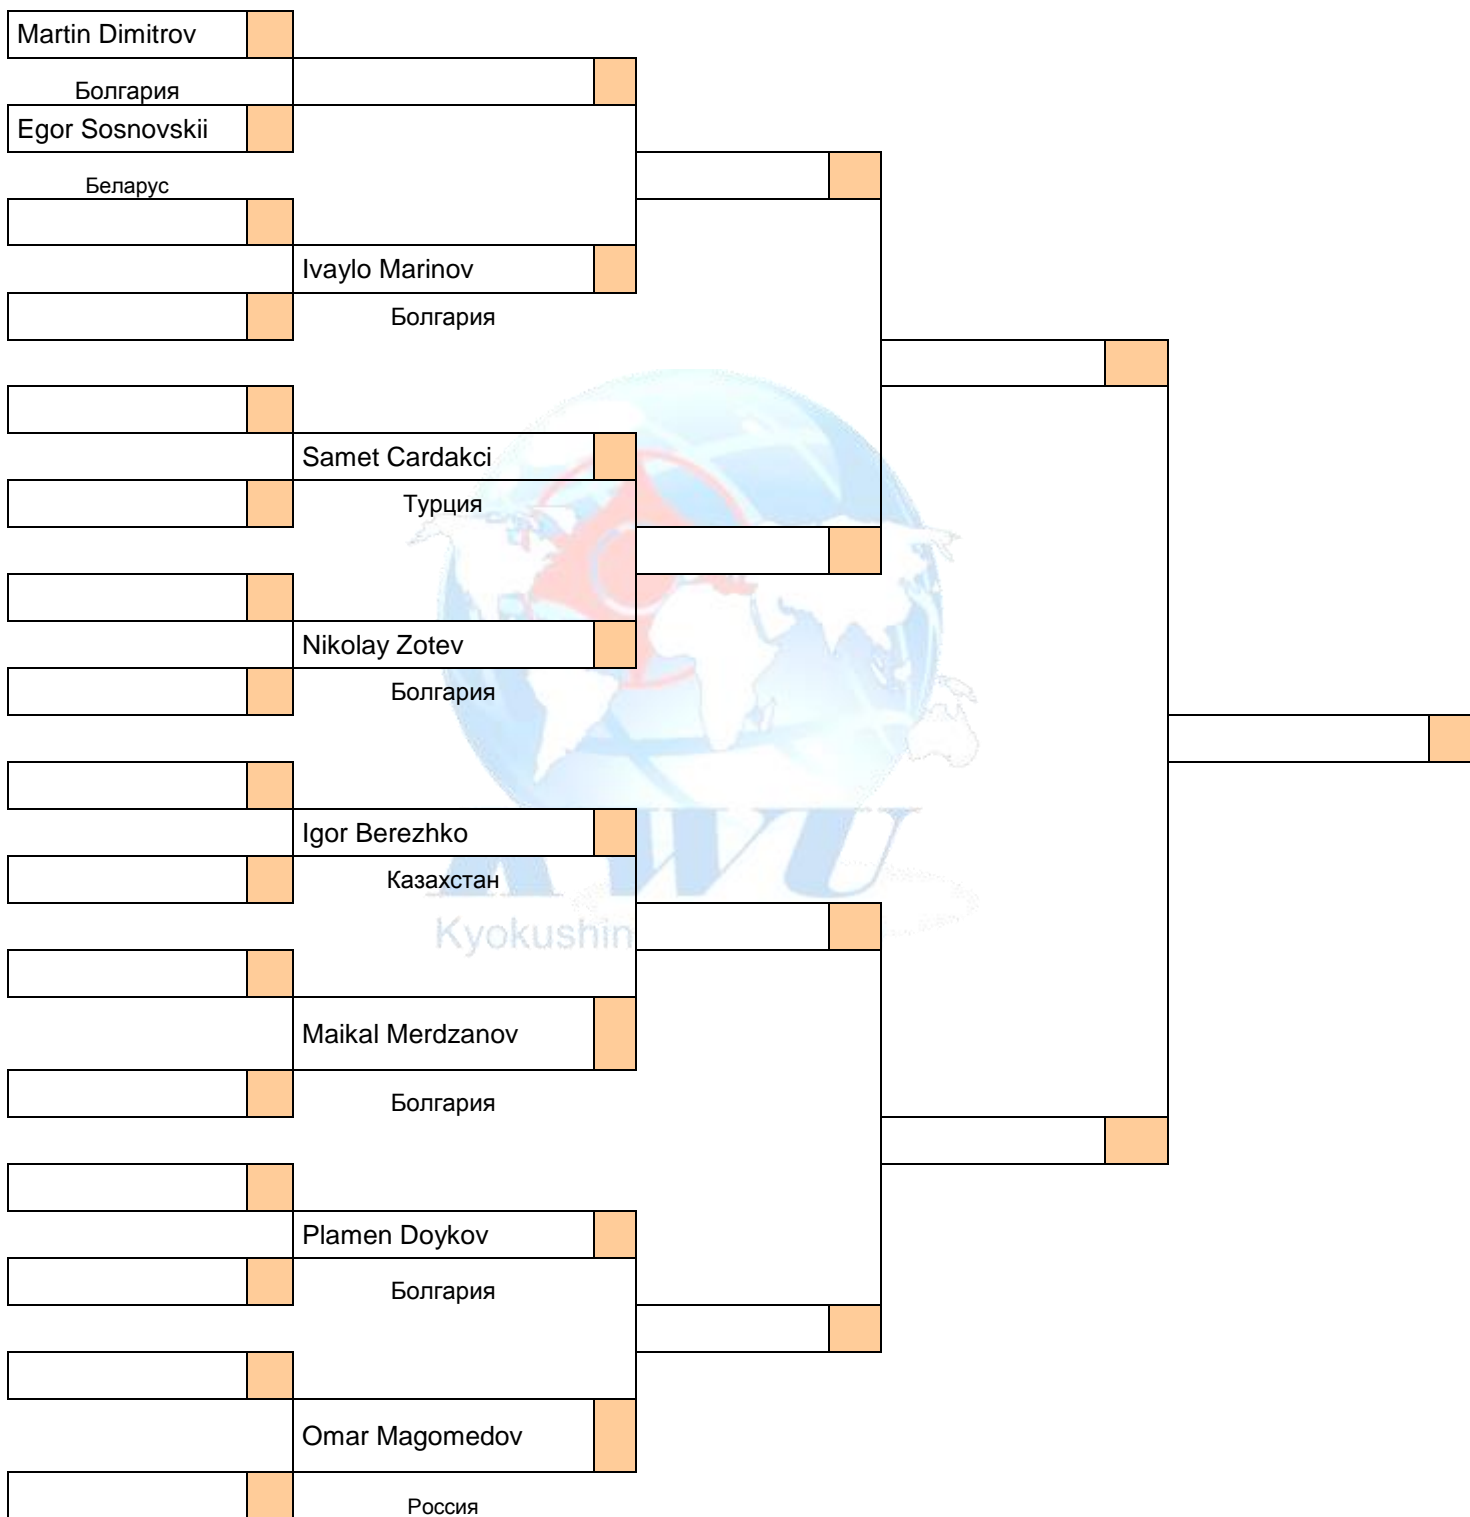 Martin Dimitrov
Болгария
Egor Sosnovskii
Беларус
Ivaylo Marinov
Болгария
Samet Cardakci
Турция
Nikolay Zotev
Болгария
Igor Berezhko
Казахстан
KWU
Kyokushin
Maikal Merdzanov
Болгария
Plamen Doykov
Болгария
Omar Magomedov
Россия